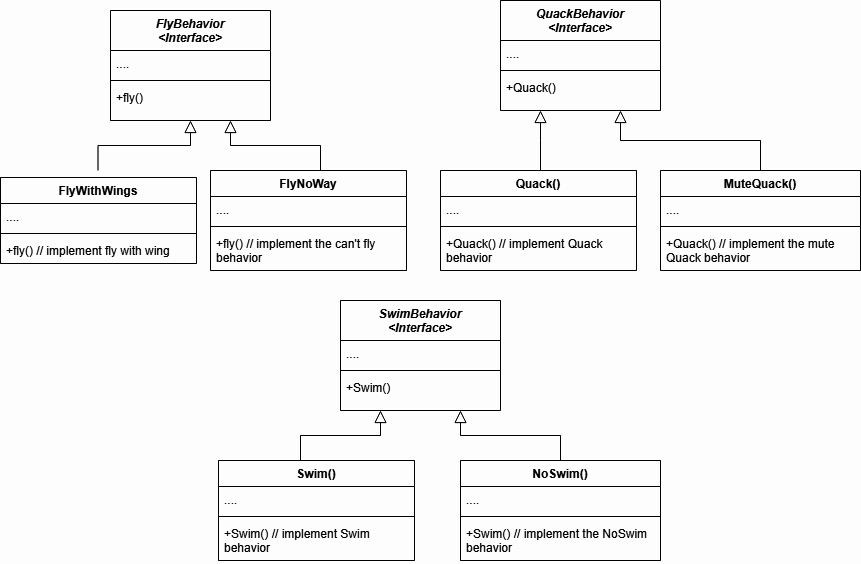 FlyBehavior
<Interface>
....
+fly()
QuackBehavior
<Interface>
....
+Quack()
FlyWithWings
....
+fly() // implement fly with wing
FlyNoWay
....
+fly() // implement the can't fly
behavior
Quack()
....
+Quack() // implement Quack
behavior
MuteQuack()
....
+Quack() // implement the mute
Quack behavior
SwimBehavior
<Interface>
....
+Swim()
Swim()
....
+Swim() // implement Swim
behavior
NoSwim()
....
+Swim() // implement the NoSwim
behavior